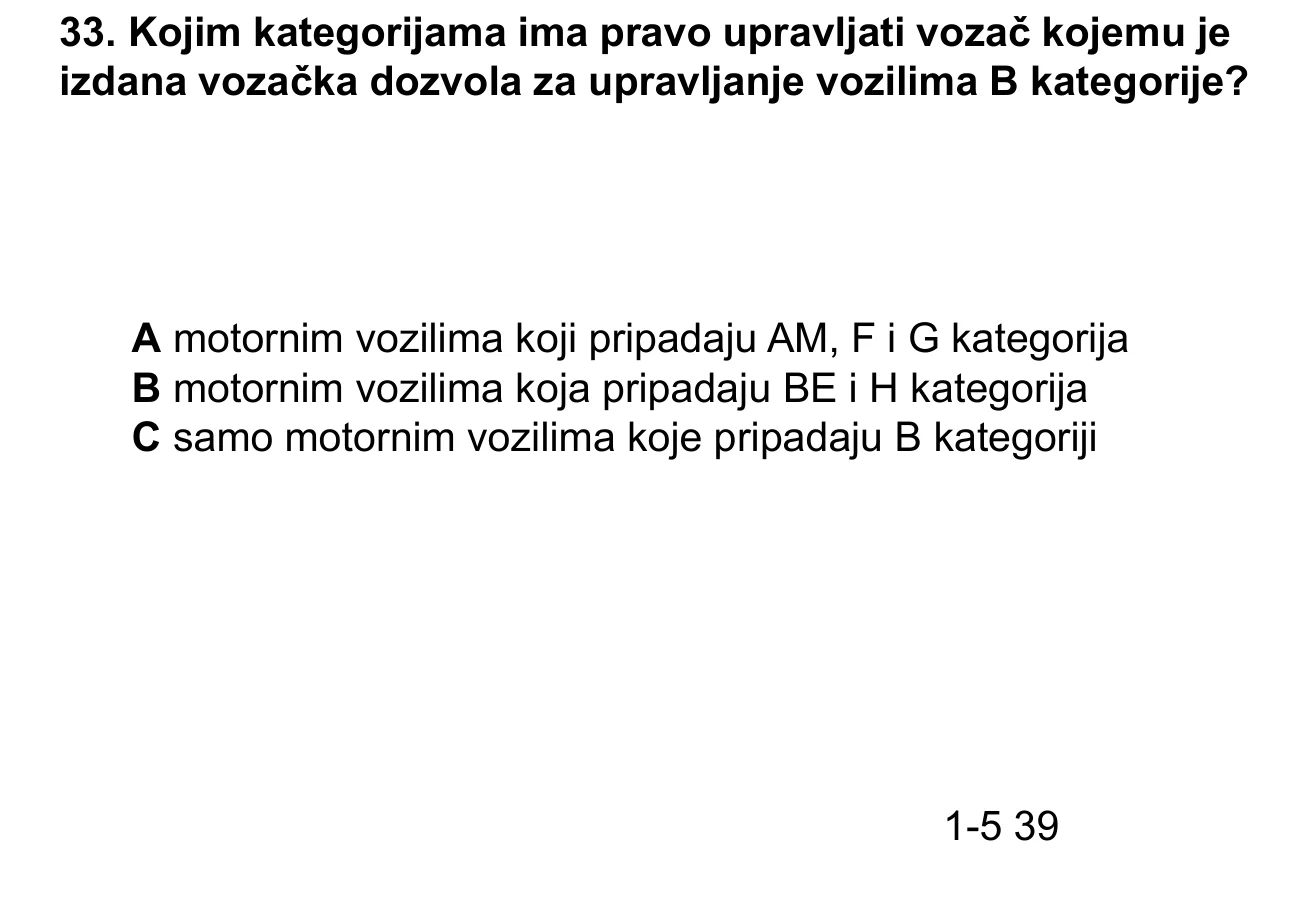 33. Kojim kategorijama ima pravo upravljati vozač kojemu je
izdana vozačka dozvola za upravljanje vozilima B kategorije?
A motornim vozilima koji pripadaju AM, F i G kategorija
B motornim vozilima koja pripadaju BE i H kategorija
C samo motornim vozilima koje pripadaju B kategoriji
1-5 39